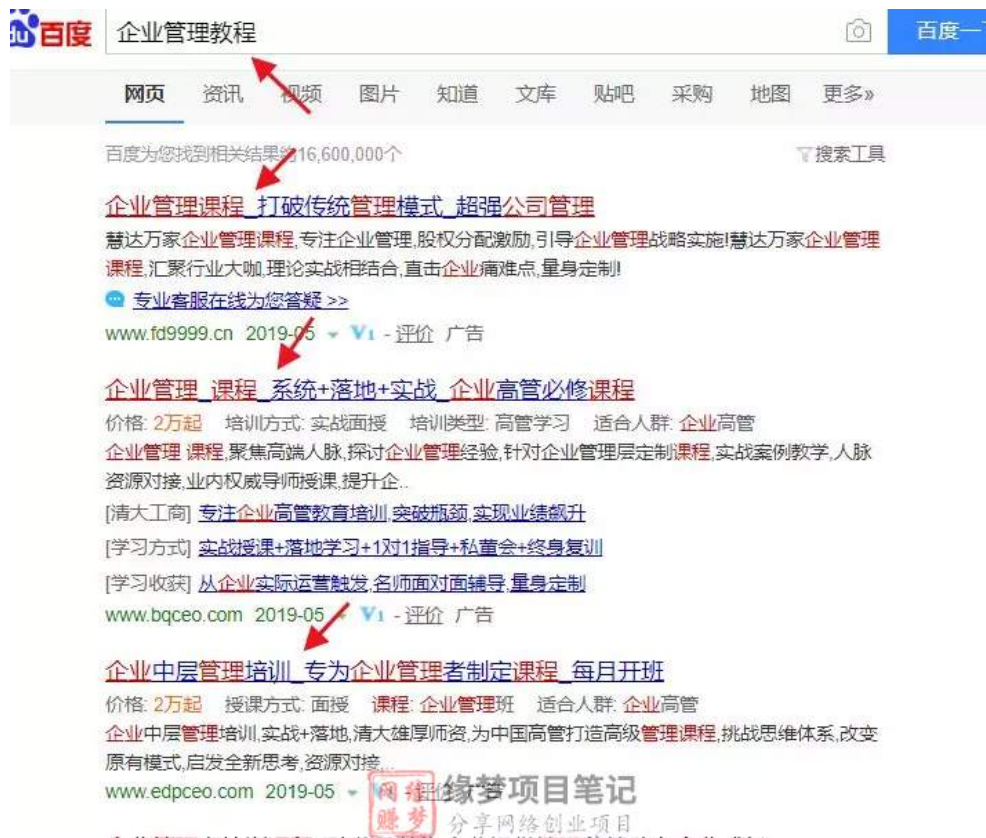 du百度 企业管理教程 百度一下
网页 资讯 视频 图片 知道 文库 贴吧 采购 地图 更多»
百度为您找到相关结果约16,600,000个 搜索工具
企业管理课程_打破传统管理模式_超强公司管理
慧达万家企业管理课程,专注企业管理,股权分配激励,引导企业管理战略实施!慧达万家企业管理
课程,汇聚行业大咖,理论实战相结合,直击企业痛难点,量身定制!
专业客服在线为您答疑 >>
www.fd9999.cn 2019-05 V1 - 评价 广告
企业管理_课程_系统+落地+实战_企业高管必修课程
价格: 2万起 培训方式: 实战面授 培训类型: 高管学习 适合人群: 企业高管
企业管理 课程,聚焦高端人脉,探讨企业管理经验,针对企业管理层定制课程,实战案例教学,人脉
资源对接,业内权威导师授课,提升企..
[清大工商] 专注企业高管教育培训,突破瓶颈,实现业绩飙升
[学习方式] 实战授课+落地学习+1对1指导+私董会+终身复训
[学习收获] 从企业实际运营触发,名师面对面辅导,量身定制
www.bqceo.com 2019-05 V1 - 评价 广告
企业中层管理培训_专为企业管理者制定课程_每月开班
价格: 2万起 授课方式: 面授 课程: 企业管理班 适合人群: 企业高管
企业中层管理培训,实战+落地,清大雄厚师资,为中国高管打造高级管理课程,挑战思维体系,改变
原有模式,启发全新思考,资源对接...
www.edpceo.com 2019-05 评价 广告
网缘赚梦 缘梦项目笔记
分享网络创业项目